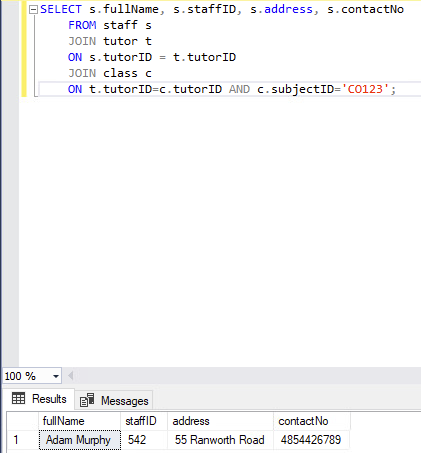 SELECT s.fullName, s.staffID, s.address, s.contactNo
FROM staff s
JOIN tutor t
ON s.tutorID = t.tutorID
JOIN class c
ON t.tutorID=c.tutorID AND c.subjectID='CO123';
100 %
Results Messages
fullName staffID address contactNo
1 Adam Murphy 542 55 Ranworth Road 4854426789